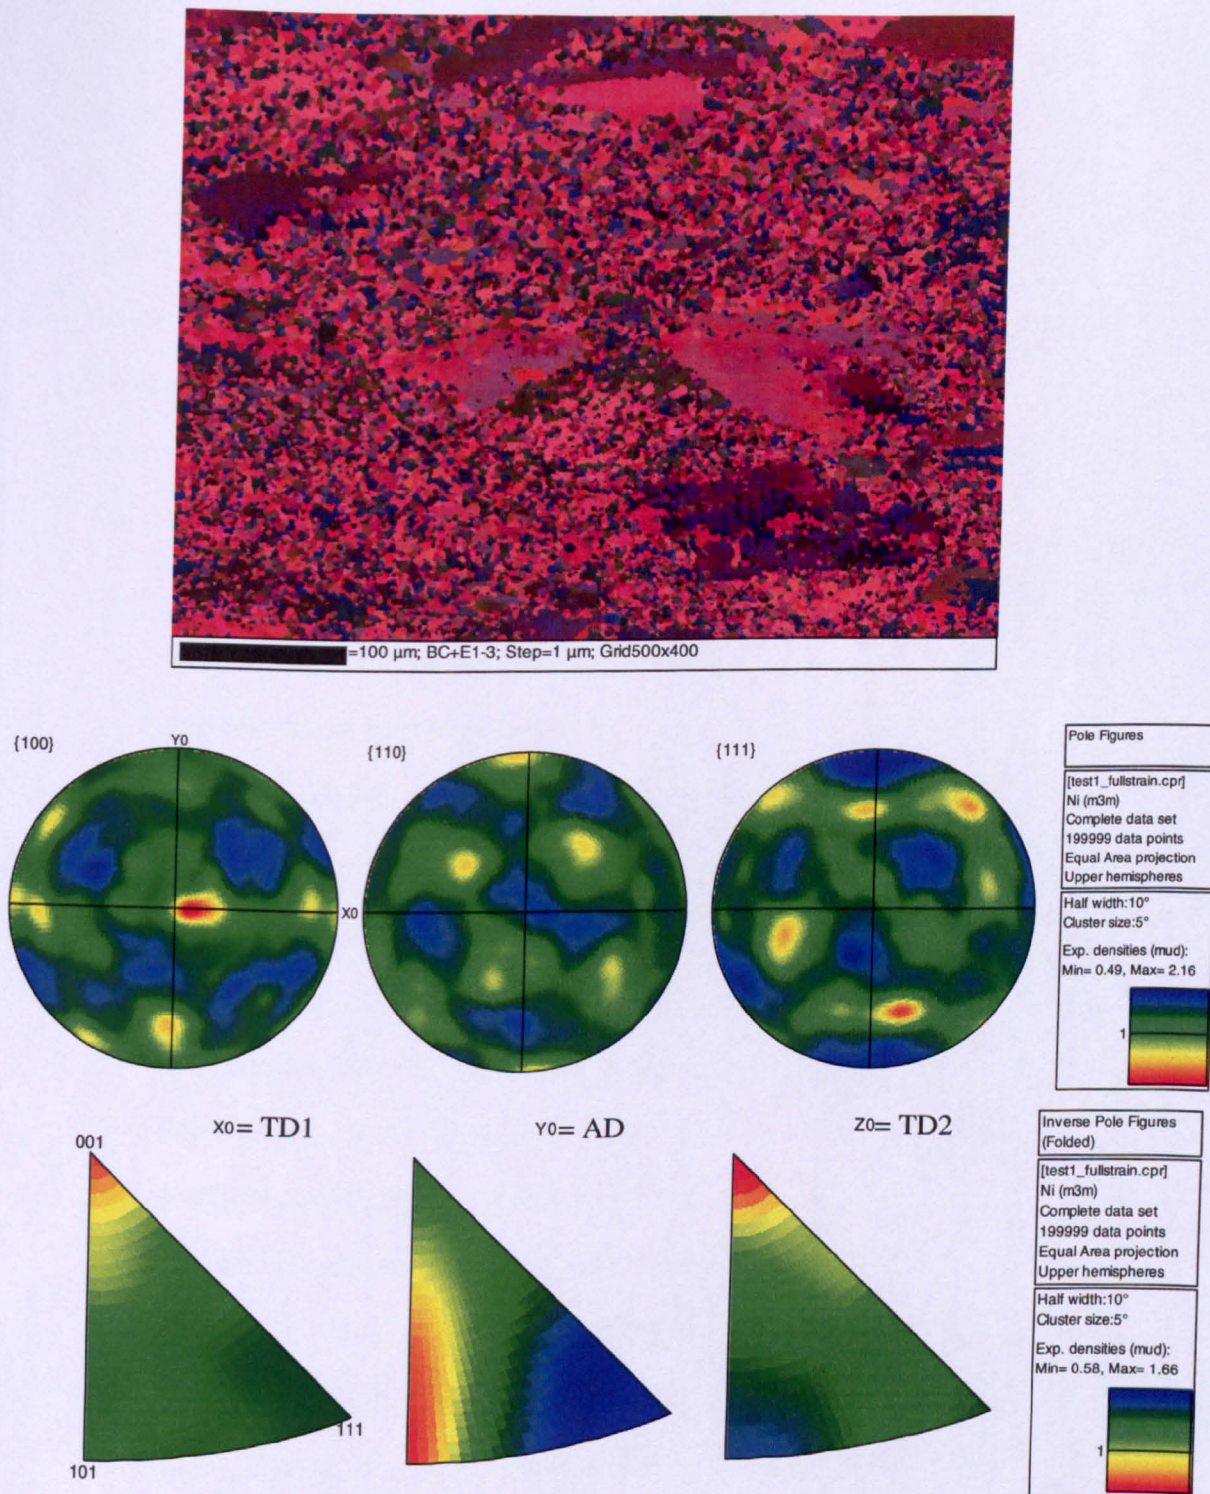 =100 µm; BC+E1-3; Step=1 µm; Grid500x400
{100}
Y0
{110}
{111}
X0
Pole Figures
[test1_fullstrain.cpr]
Ni (m3m)
Complete data set
199999 data points
Equal Area projection
Upper hemispheres
Half width:10°
Cluster size:5°
Exp. densities (mud):
Min= 0.49, Max= 2.16
1
X0= TD1
Y0= AD
Z0= TD2
001
111
101
Inverse Pole Figures
(Folded)
[test1_fullstrain.cpr]
Ni (m3m)
Complete data set
199999 data points
Equal Area projection
Upper hemispheres
Half width:10°
Cluster size:5°
Exp. densities (mud):
Min= 0.58, Max= 1.66
1